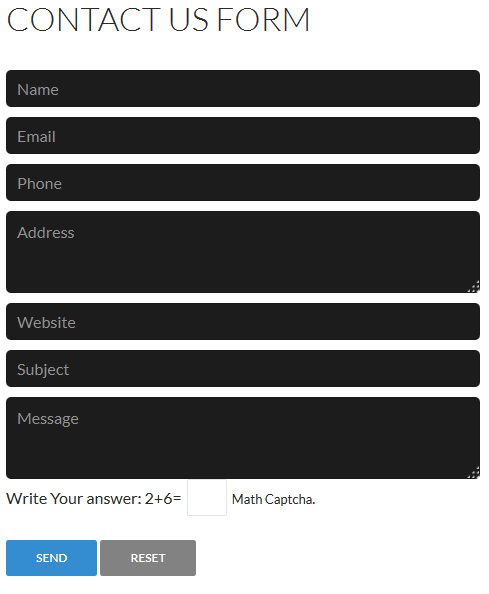 CONTACT US FORM
Name
Email
Phone
Address
Website
Subject
Message
Write Your answer: 2+6= Math Captcha.
SEND RESET